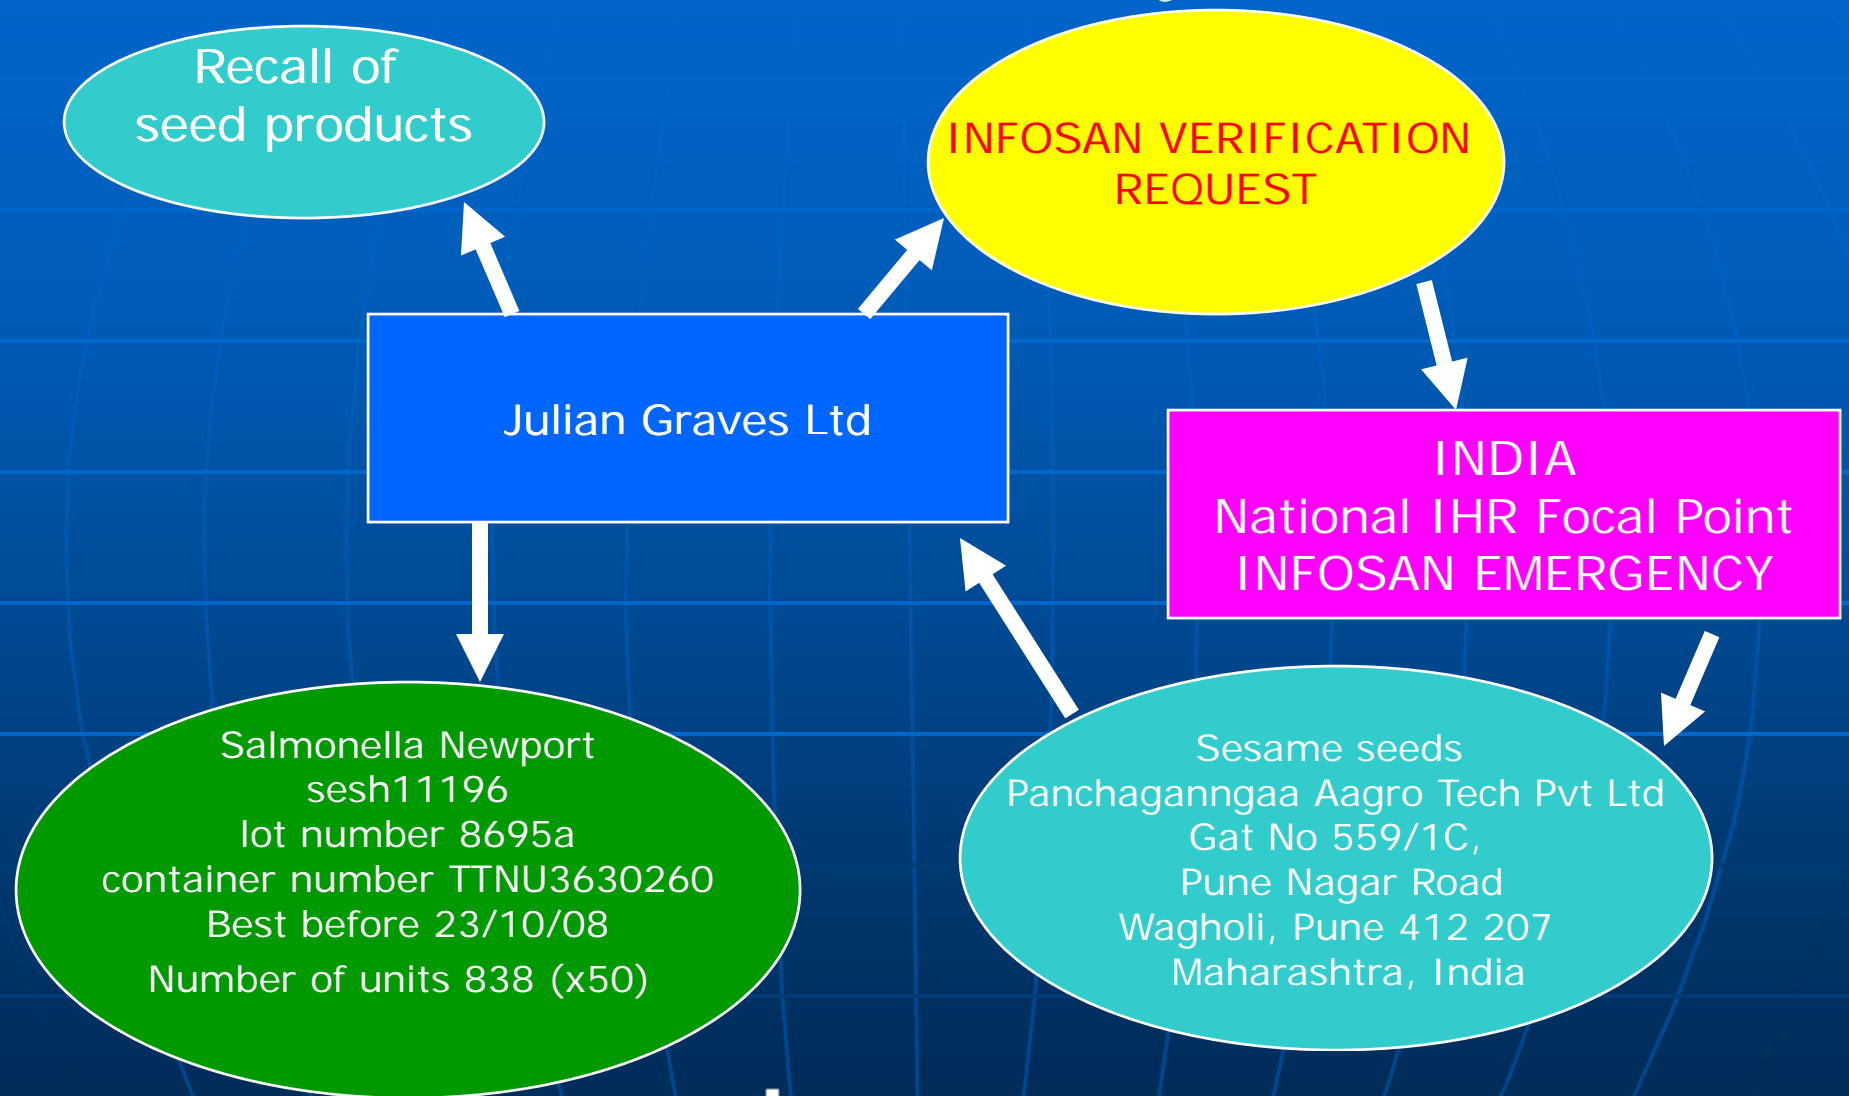 Recall of
seed products
INFOSAN VERIFICATION
REQUEST
Julian Graves Ltd
INDIA
National IHR Focal Point
INFOSAN EMERGENCY
Salmonella Newport
sesh11196
lot number 8695a
container number TTNU3630260
Best before 23/10/08
Number of units 838 (x50)
Sesame seeds
Panchaganngaa Aagro Tech Pvt Ltd
Gat No 559/1C,
Pune Nagar Road
Wagholi, Pune 412 207
Maharashtra, India